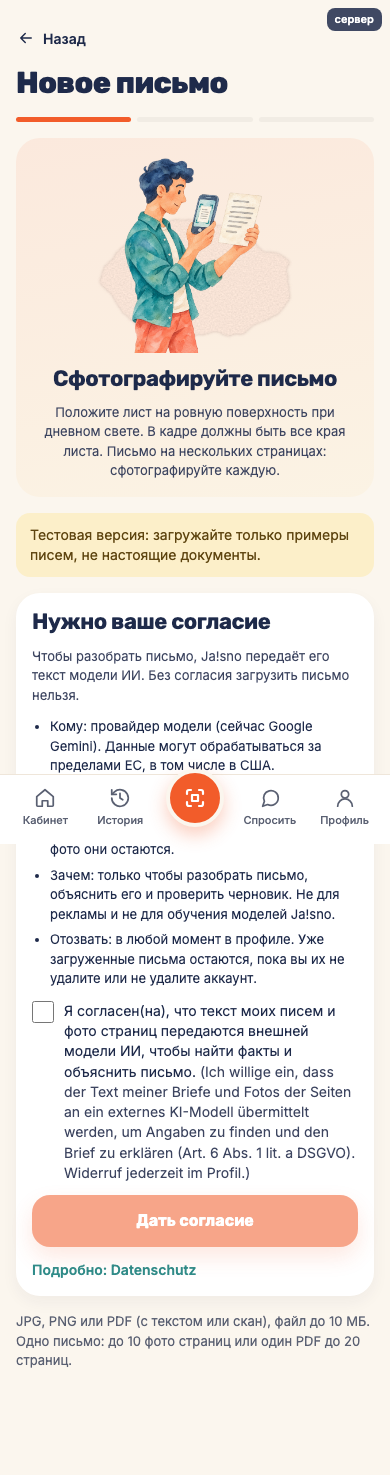 сервер
Назад
Новое письмо
Сфотографируйте письмо
Положите лист на ровную поверхность при
дневном свете. В кадре должны быть все края
листа. Письмо на нескольких страницах:
сфотографируйте каждую.
Тестовая версия: загружайте только примеры
писем, не настоящие документы.
Нужно ваше согласие
Чтобы разобрать письмо, Ja!sno передаёт его
текст модели ИИ. Без согласия загрузить письмо
нельзя.
• Кому: провайдер модели (сейчас Google
Gemini). Данные могут обрабатываться за
пределами ЕС, в том числе в США.
Кабинет
История
Спросить
Профиль
фото они остаются.
• Зачем: только чтобы разобрать письмо,
объяснить его и проверить черновик. Не для
рекламы и не для обучения моделей Ja!sno.
• Отозвать: в любой момент в профиле. Уже
загруженные письма остаются, пока вы их не
удалите или не удалите аккаунт.
Я согласен(на), что текст моих писем и
фото страниц передаются внешней
модели ИИ, чтобы найти факты и
объяснить письмо. (Ich willige ein, dass
der Text meiner Briefe und Fotos der Seiten
an ein externes KI-Modell übermittelt
werden, um Angaben zu finden und den
Brief zu erklären (Art. 6 Abs. 1 lit. a DSGVO).
Widerruf jederzeit im Profil.)
Дать согласие
Подробно: Datenschutz
JPG, PNG или PDF (с текстом или скан), файл до 10 МБ.
Одно письмо: до 10 фото страниц или один PDF до 20
страниц.